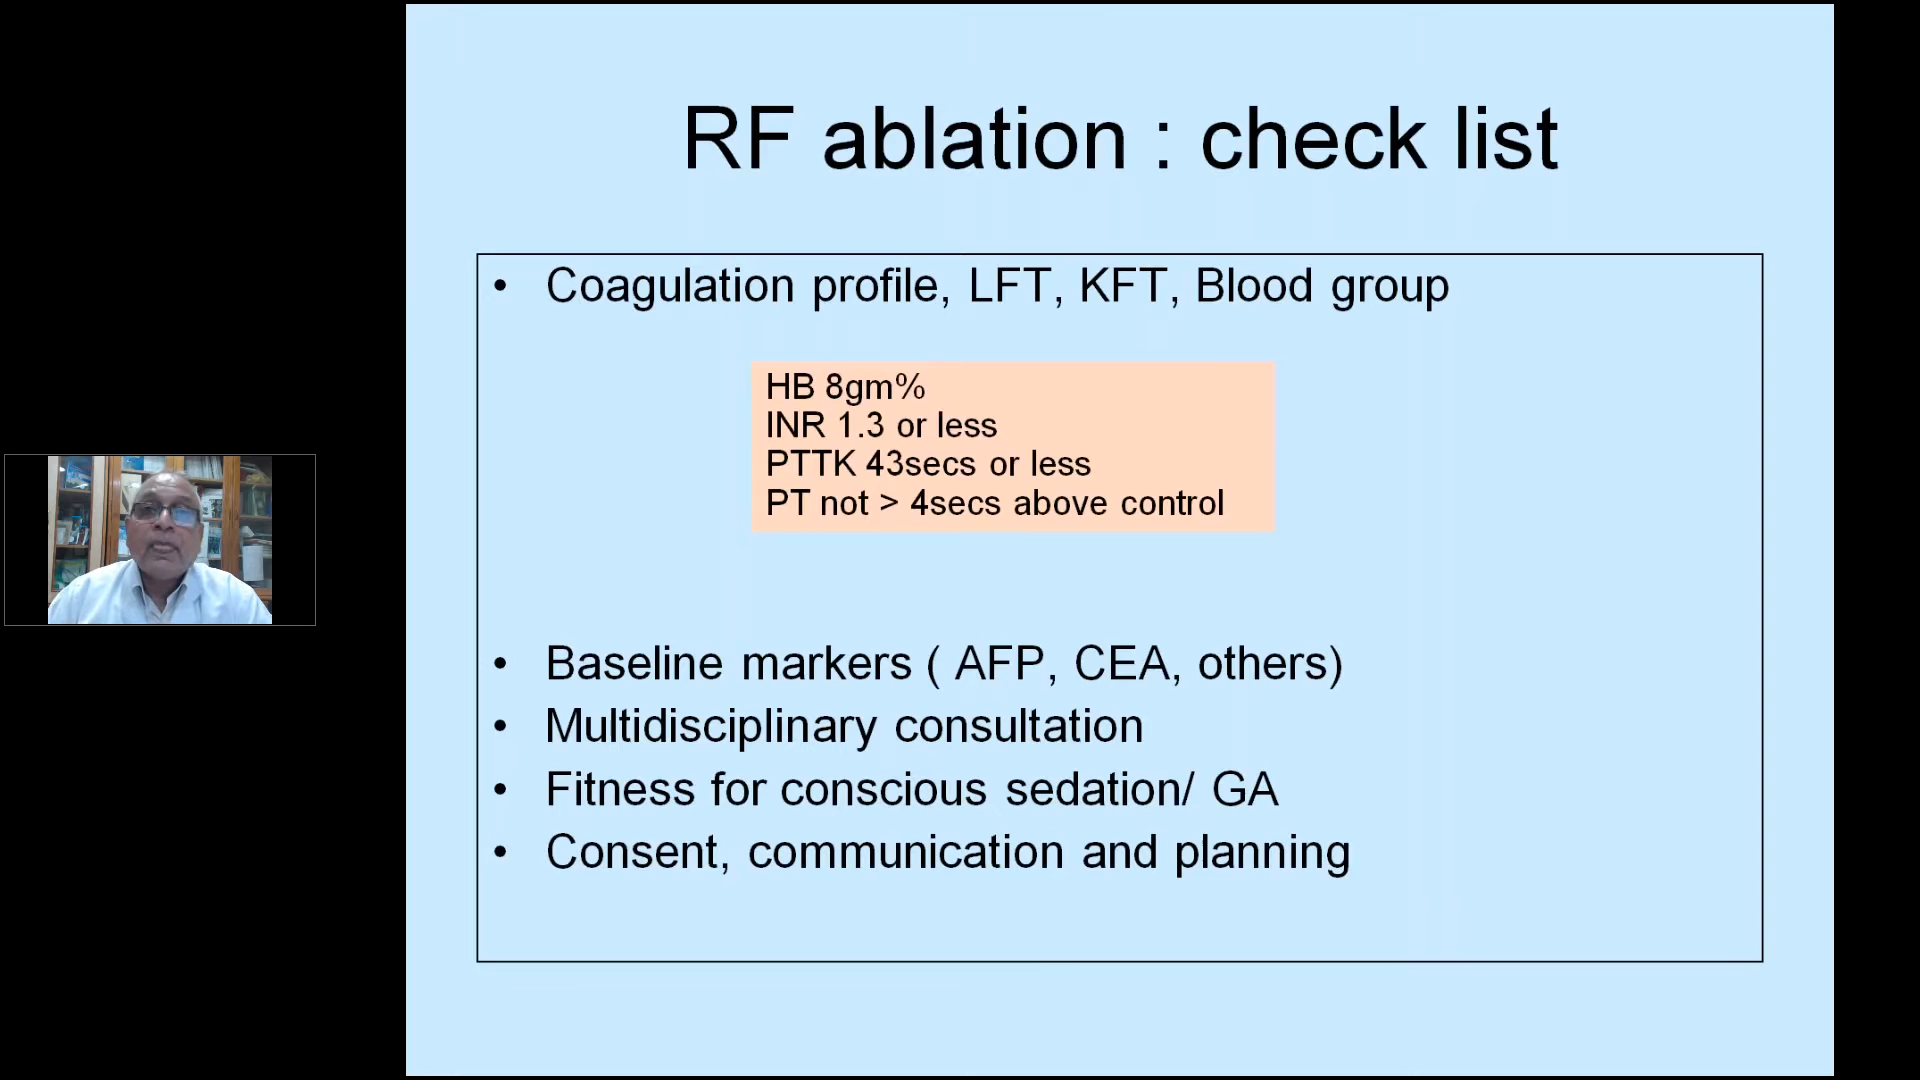 RF ablation : check list
• Coagulation profile, LFT, KFT, Blood group
HB 8gm%
INR 1.3 or less
PTTK 43secs or less
PT not > 4secs above control
• Baseline markers ( AFP, CEA, others)
• Multidisciplinary consultation
• Fitness for conscious sedation/ GA
• Consent, communication and planning